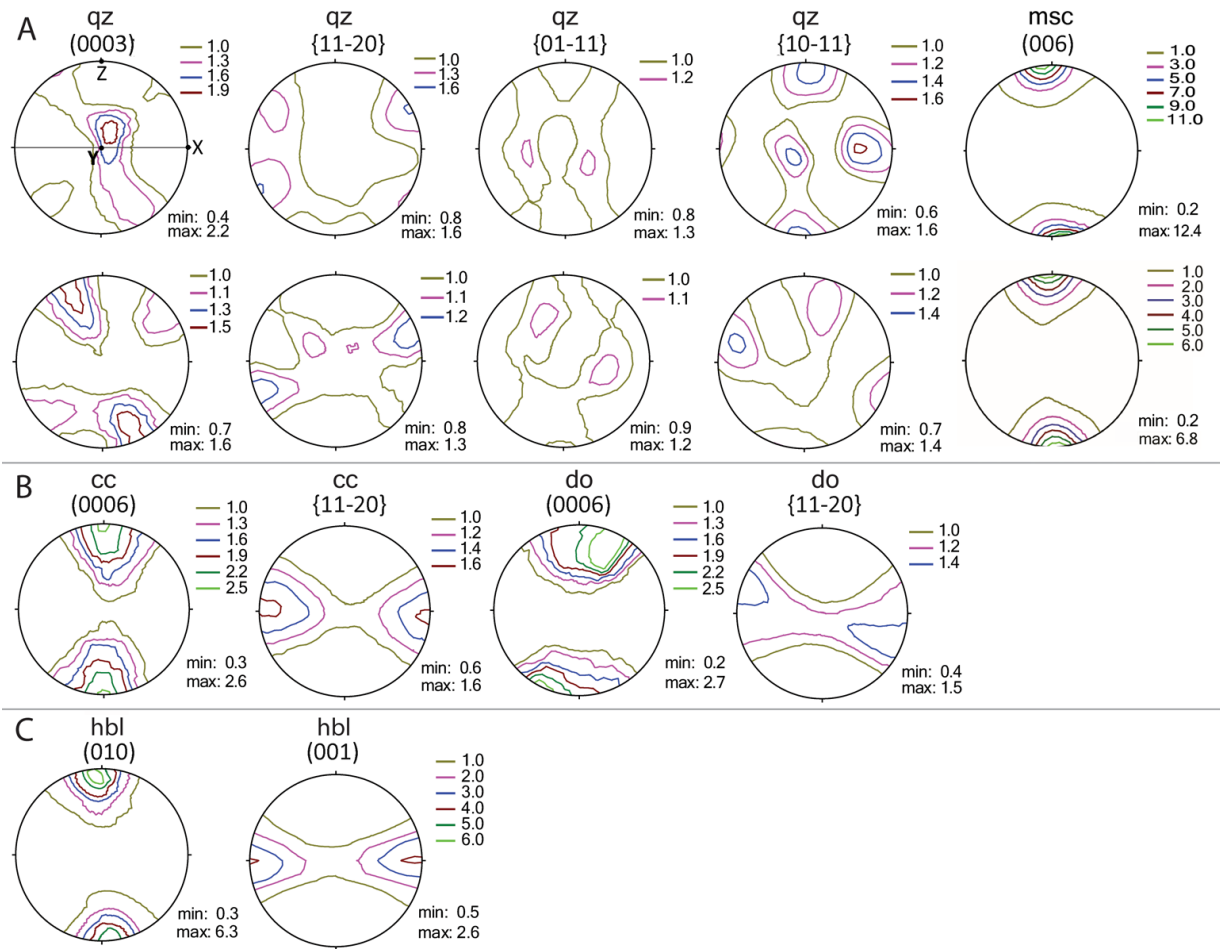 A
qz
(0003)
1.0
1.3
1.6
1.9
Z
Y
X
min: 0.4
max: 2.2
qz
{11-20}
1.0
1.3
1.6
min: 0.8
max: 1.6
qz
{01-11}
1.0
1.2
min: 0.8
max: 1.3
qz
{10-11}
1.0
1.2
1.4
1.6
min: 0.6
max: 1.6
msc
(006)
1.0
3.0
5.0
7.0
9.0
11.0
min: 0.2
max: 12.4
1.0
1.1
1.3
1.5
min: 0.7
max: 1.6
1.0
1.1
1.2
min: 0.8
max: 1.3
1.0
1.1
min: 0.9
max: 1.2
1.0
1.2
1.4
min: 0.7
max: 1.4
1.0
2.0
3.0
4.0
5.0
6.0
min: 0.2
max: 6.8
B
cc
(0006)
1.0
1.3
1.6
1.9
2.2
2.5
min: 0.3
max: 2.6
cc
{11-20}
1.0
1.2
1.4
1.6
min: 0.6
max: 1.6
do
(0006)
1.0
1.3
1.6
1.9
2.2
2.5
min: 0.2
max: 2.7
do
{11-20}
1.0
1.2
1.4
min: 0.4
max: 1.5
C
hbl
(010)
min: 0.3
max: 6.3
hbl
(001)
1.0
2.0
3.0
4.0
5.0
6.0
min: 0.5
max: 2.6